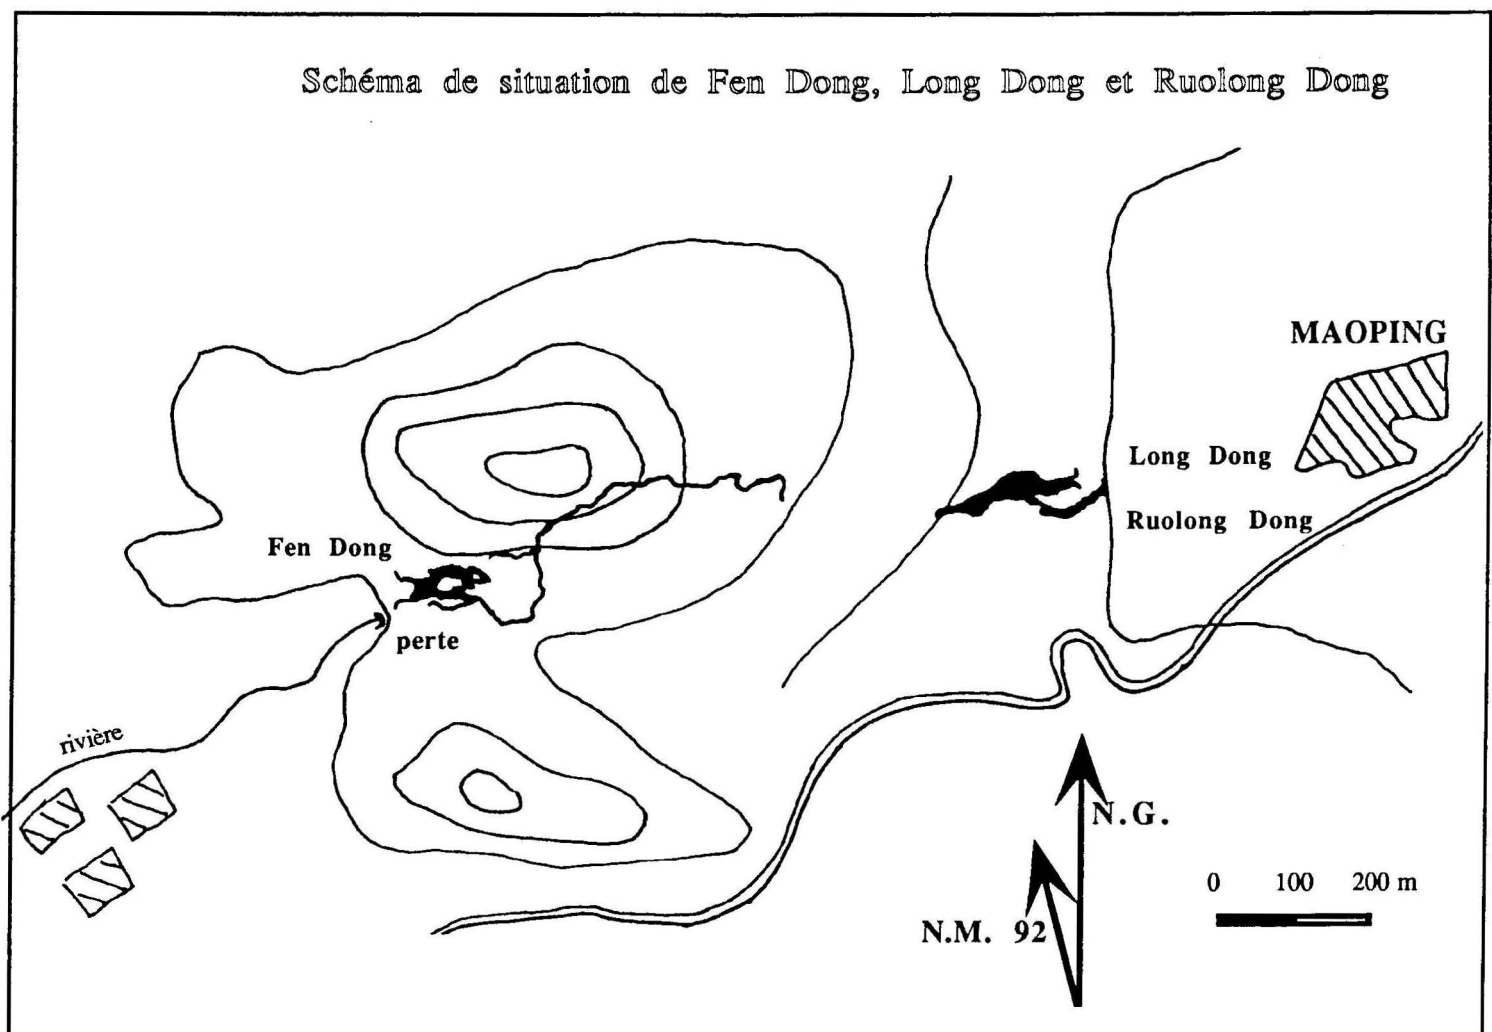 Schéma de situation de Fen Dong, Long Dong et Ruolong Dong
MAOPING
Long Dong
Ruolong Dong
Fen Dong
perte
rivière
N.G.
N.M. 92
0 100 200 m